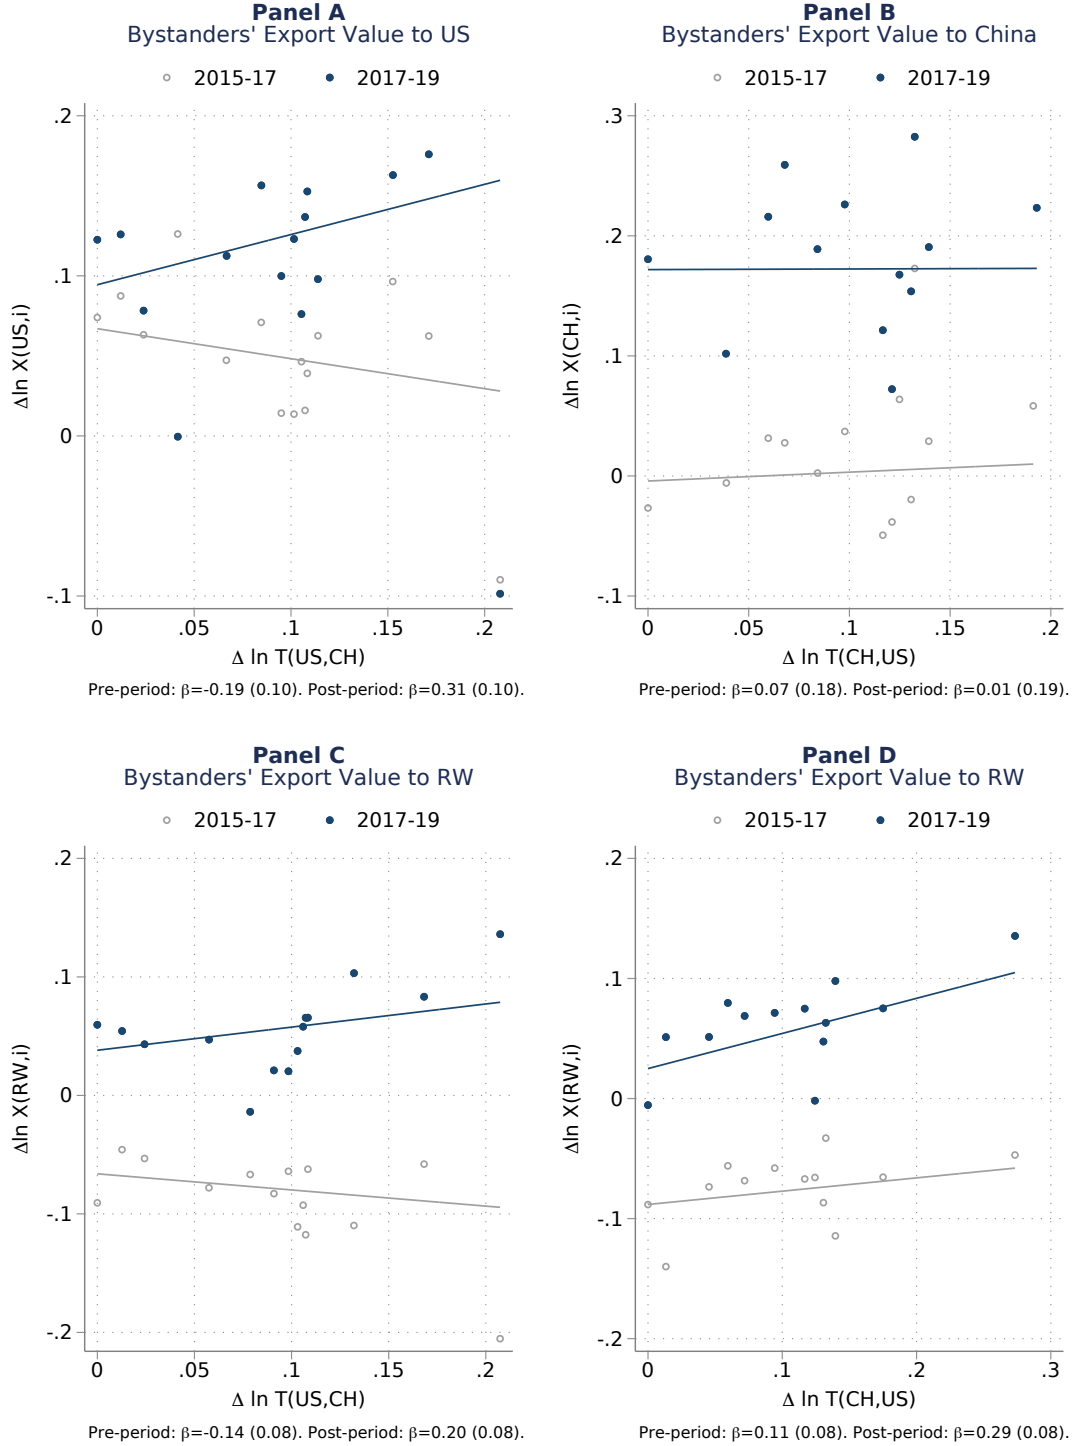 Panel A
Bystanders' Export Value to US
2015-17 2017-19
.2
.1
0
-.1
Δln X(US,i)
0 .05 .1 .15 .2
Δ ln T(US,CH)
Pre-period: β=-0.19 (0.10). Post-period: β=0.31 (0.10).
Panel B
Bystanders' Export Value to China
2015-17 2017-19
.3
.2
.1
0
-.1
Δln X(CH,i)
0 .05 .1 .15 .2
Δ ln T(CH,US)
Pre-period: β=0.07 (0.18). Post-period: β=0.01 (0.19).
Panel C
Bystanders' Export Value to RW
2015-17 2017-19
.2
.1
0
-.1
-.2
Δln X(RW,i)
0 .05 .1 .15 .2
Δ ln T(US,CH)
Pre-period: β=-0.14 (0.08). Post-period: β=0.20 (0.08).
Panel D
Bystanders' Export Value to RW
2015-17 2017-19
.2
.1
0
-.1
-.2
Δln X(RW,i)
0 .1 .2 .3
Δ ln T(CH,US)
Pre-period: β=0.11 (0.08). Post-period: β=0.29 (0.08).